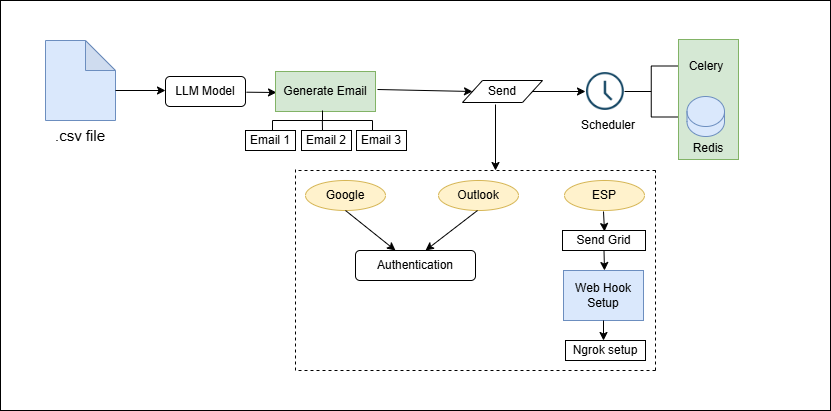 .csv file
LLM Model
Generate Email
Email 1
Email 2
Email 3
Send
Scheduler
Celery
Redis
Google
Outlook
ESP
Authentication
Send Grid
Web Hook
Setup
Ngrok setup